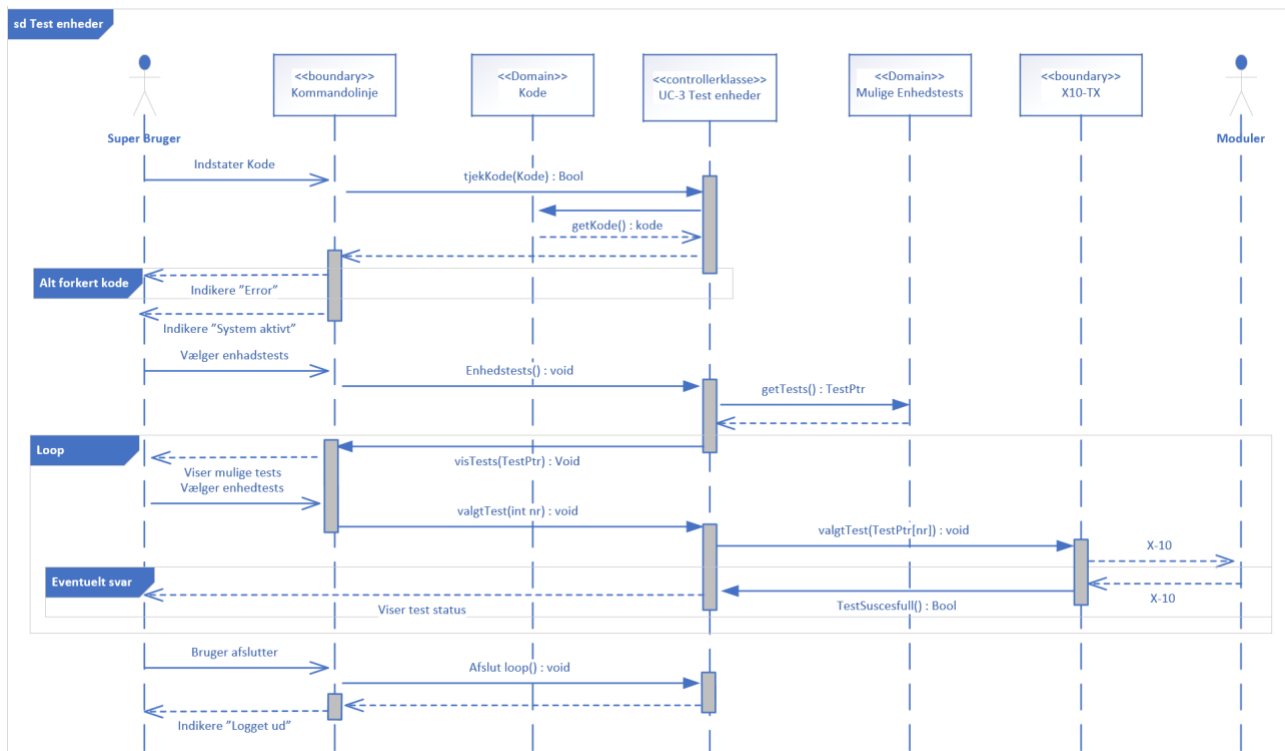 sd Test enheder
<<boundary>>
Kommandolinje
<<Domain>>
Kode
<<controllerklasse>>
UC-3 Test enheder
<<Domain>>
Mulige Enhedstests
<<boundary>>
X10-TX
Super Bruger
Moduler
Indstater Kode
tjekKode(Kode) : Bool
getKode() : kode
Alt forkert kode
Indikere "Error"
Indikere "System aktivt"
Vælger enhadstests
Enhedstests() : void
getTests() : TestPtr
Loop
visTests(TestPtr) : Void
Viser mulige tests
Vælger enhedtests
valgtTest(int nr) : void
valgtTest(TestPtr[nr]) : void
X-10
Eventuelt svar
X-10
Viser test status
TestSuscesfull() : Bool
Bruger afslutter
Afslut loop() : void
Indikere "Logget ud"